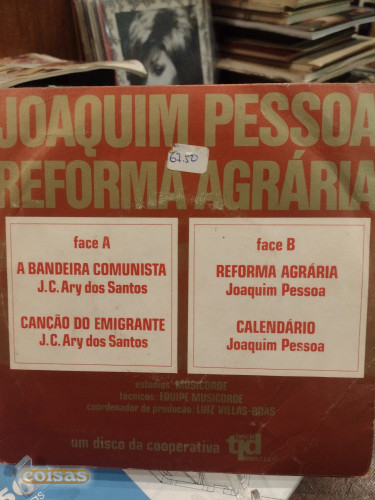 JOAQUIM PESSOA
REFORMA AGRÁRIA
62.50
face A
A BANDEIRA COMUNISTA
J.C. Ary dos Santos
CANÇÃO DO EMIGRANTE
J.C. Ary dos Santos
face B
REFORMA AGRÁRIA
Joaquim Pessoa
CALENDÁRIO
Joaquim Pessoa
estúdios: MUSICORDE
técnicos: EQUIPE MUSICORDE
coordenador de produção: LUIZ VILLAS-BOAS
um disco da cooperativa
coisas